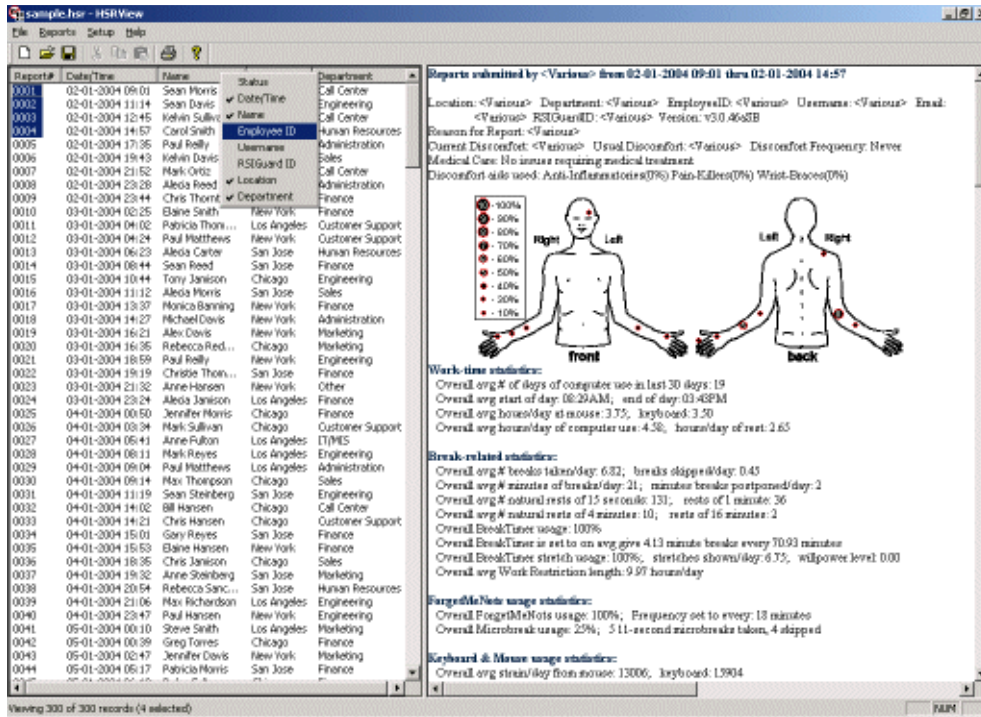 sample.hsr - HSRView
File Reports Setup Help
Report# Date/Time Name Department
Status
✔ Date/Time
✔ Name
Employee ID
Username
RSIGuard ID
✔ Location
✔ Department
0001 02-01-2004 09:01 Sean Morris Call Center
0002 02-01-2004 11:14 Sean Davis Engineering
0003 02-01-2004 12:45 Kelvin Call Center
0004 02-01-2004 14:57 Carol Smith Human Resources
0005 02-01-2004 17:35 Paul Reilly Administration
0006 02-01-2004 19:43 Kelvin Davis Sales
0007 02-01-2004 21:52 Mark Ortiz Call Center
0008 02-01-2004 23:28 Alecia Reed Administration
0009 02-01-2004 23:44 Chris Finance
0010 03-01-2004 02:25 Elaine Smith New York Finance
0011 03-01-2004 04:02 Patricia Thom... Los Angeles Customer Support
0012 03-01-2004 04:24 Paul Matthews New York Customer Support
0013 03-01-2004 06:23 Alecia Carter San Jose Human Resources
0014 03-01-2004 08:44 Sean Reed San Jose Finance
0015 03-01-2004 10:44 Tony Janison Chicago Engineering
0016 03-01-2004 11:12 Alecia Morris San Jose Sales
0017 03-01-2004 13:37 Monica Banning New York Finance
0018 03-01-2004 14:27 Michael Davis New York Administration
0019 03-01-2004 16:21 Alex Davis New York Marketing
0020 03-01-2004 16:35 Rebecca Red... Chicago Marketing
0021 03-01-2004 18:59 Paul Reilly New York Engineering
0022 03-01-2004 19:19 Christie Thom... San Jose Finance
0023 03-01-2004 21:32 Anne Hansen New York Other
0024 03-01-2004 23:24 Alecia Janison Los Angeles Finance
0025 04-01-2004 00:50 Jennifer Morris Chicago Finance
0026 04-01-2004 03:34 Mark Sullivan Chicago Customer Support
0027 04-01-2004 05:41 Anne Fulton Los Angeles IT/MIS
0028 04-01-2004 08:11 Mark Reyes Los Angeles Engineering
0029 04-01-2004 09:04 Paul Matthews Los Angeles Administration
0030 04-01-2004 09:14 Max Thompson Chicago Sales
0031 04-01-2004 11:19 Sean Steinberg San Jose Engineering
0032 04-01-2004 14:02 Bill Hansen Chicago Call Center
0033 04-01-2004 14:21 Chris Hansen Chicago Customer Support
0034 04-01-2004 15:01 Gary Reyes San Jose Finance
0035 04-01-2004 15:53 Elaine Hansen New York Finance
0036 04-01-2004 18:35 Chris Janison Chicago Sales
0037 04-01-2004 19:32 Anne Steinberg San Jose Marketing
0038 04-01-2004 20:54 Rebecca Sanc... San Jose Human Resources
0039 04-01-2004 21:06 Max Richardson Los Angeles Engineering
0040 04-01-2004 23:47 Paul Hansen New York Marketing
0041 05-01-2004 00:10 Steve Smith Los Angeles Marketing
0042 05-01-2004 00:39 Greg Torres Chicago Finance
0043 05-01-2004 02:47 Jennifer Davis New York Marketing
0044 05-01-2004 05:17 Patricia Morris San Jose Finance
Reports submitted by <Various> from 02-01-2004 09:01 thru 02-01-2004 14:57
Location: <Various> Department: <Various> EmployeeID: <Various> Username: <Various> Email:
<Various> RSIGuardID: <Various> Version: v3.0.46aSB
Reason for Report: <Various>
Current Discomfort: <Various> Usual Discomfort: <Various> Discomfort Frequency: Never
Medical Care: No issues requiring medical treatment
Discomfort aids used: Anti-Inflammatories(0%) Pain-Killers(0%) Wrist-Braces(0%)
- 100%
- 90%
- 80%
- 70%
- 60%
- 50%
- 40%
- 30%
- 10%
Right Left
Left Right
front back
Work-time statistics:
Overall avg # of days of computer use in last 30 days: 19
Overall avg start of day: 08:29AM; end of day: 03:43PM
Overall avg hours/day at mouse: 3.75; keyboard: 3.50
Overall avg hours/day of computer use: 4.58; hours/day of rest: 2.65
Break-related statistics:
Overall avg # breaks taken/day: 6.82; breaks skipped/day: 0.45
Overall avg # minutes of breaks/day: 21; minutes breaks postponed/day: 2
Overall avg # natural rests of 15 seconds: 131; rests of 1 minute: 36
Overall avg # natural rests of 4 minutes: 10; rests of 16 minutes: 2
Overall BreakTimer usage: 100%
Overall BreakTimer is set to on avg give 4.13 minute breaks every 70.93 minutes
Overall BreakTimer stretch usage: 100%; stretches shown/day: 6.75; willpower level: 0.00
Overall avg Work Restriction length: 9.97 hours/day
ForgetMeNots usage statistics:
Overall ForgetMeNots usage: 100%; Frequency set to every: 18 minutes
Overall Microbreak usage: 25%; 5 11-second microbreaks taken, 4 skipped
Keyboard & Mouse usage statistics:
Overall avg strain/day from mouse: 13006; keyboard: 15904
Viewing 300 of 300 records (4 selected)
NUM